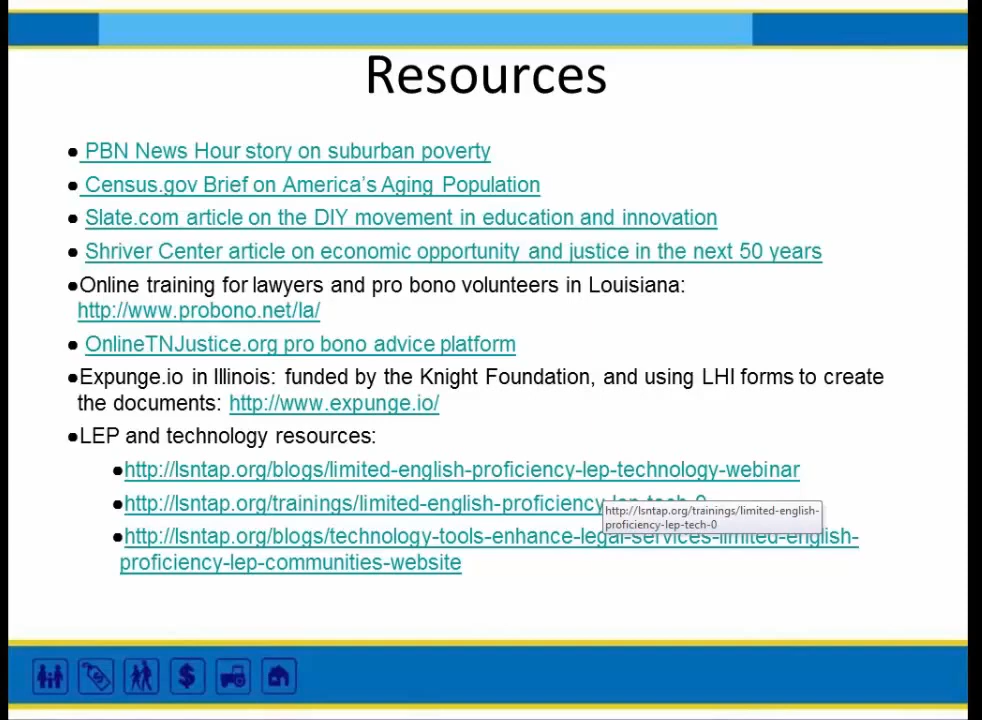 Resources
● PBN News Hour story on suburban poverty
● Census.gov Brief on America's Aging Population
● Slate.com article on the DIY movement in education and innovation
● Shriver Center article on economic opportunity and justice in the next 50 years
●Online training for lawyers and pro bono volunteers in Louisiana:
http://www.probono.net/la/
● OnlineTNJustice.org pro bono advice platform
●Expunge.io in Illinois: funded by the Knight Foundation, and using LHI forms to create
the documents: http://www.expunge.io/
●LEP and technology resources:
●http://lsntap.org/blogs/limited-english-proficiency-lep-technology-webinar
●http://lsntap.org/trainings/limited-english-proficiency-lep-tech-0
http://lsntap.org/trainings/limited-english-
proficiency-lep-tech-0
●http://lsntap.org/blogs/technology-tools-enhance-legal-services-limited-english-
proficiency-lep-communities-website
$